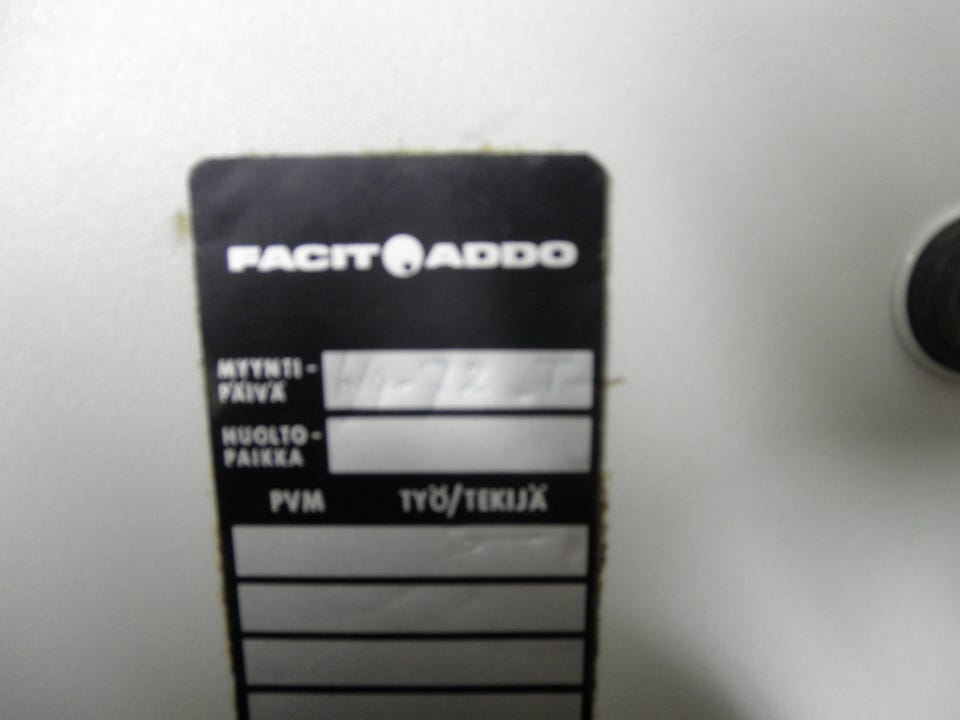 FACIT ADDO
MYYNTI-
PÄIVÄ
HUOLTO-
PAIKKA
PVM TYÖ/TEKIJÄ